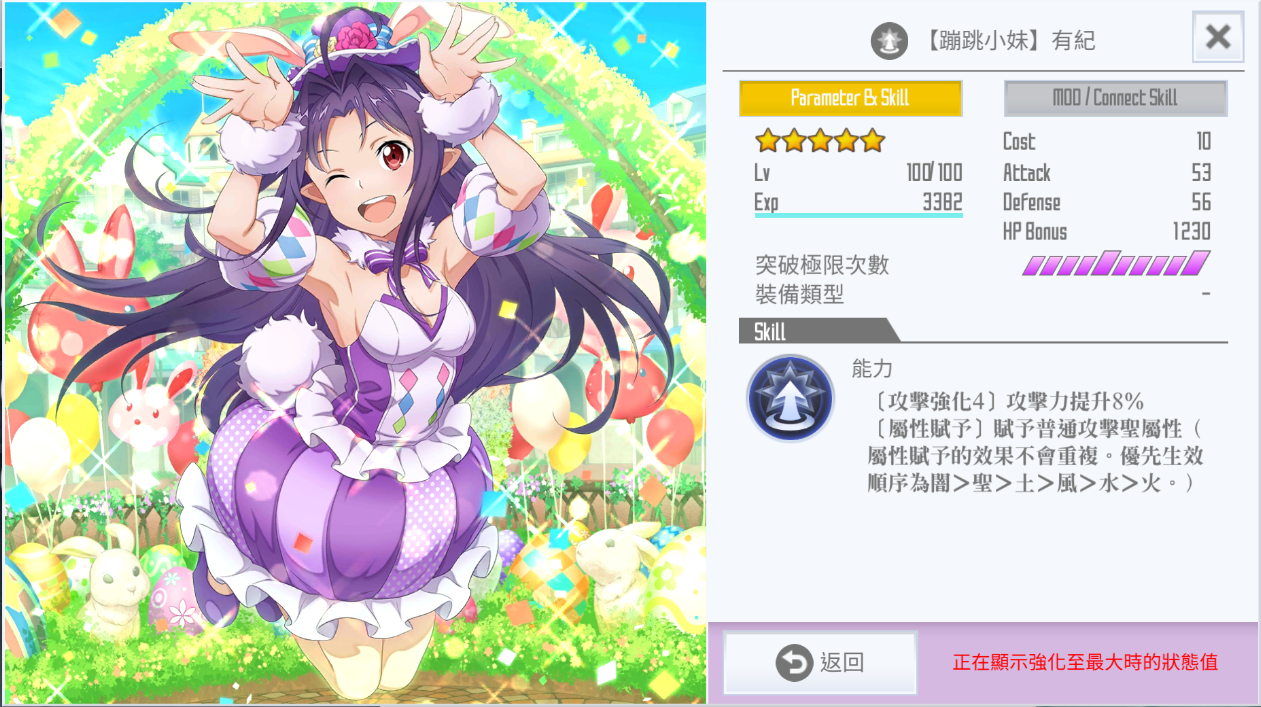 【蹦跳小妹】有紀
Parameter & Skill
MOD / Connect Skill
Lv 100/100
Exp 3382
Cost 10
Attack 53
Defense 56
HP Bonus 1230
突破極限次數
裝備類型 -
Skill
能力
〔攻擊強化4〕攻擊力提升8%
〔屬性賦予〕賦予普通攻擊聖屬性（
屬性賦予的效果不會重複。優先生效
順序為闇＞聖＞土＞風＞水＞火。）
返回
正在顯示強化至最大時的狀態值